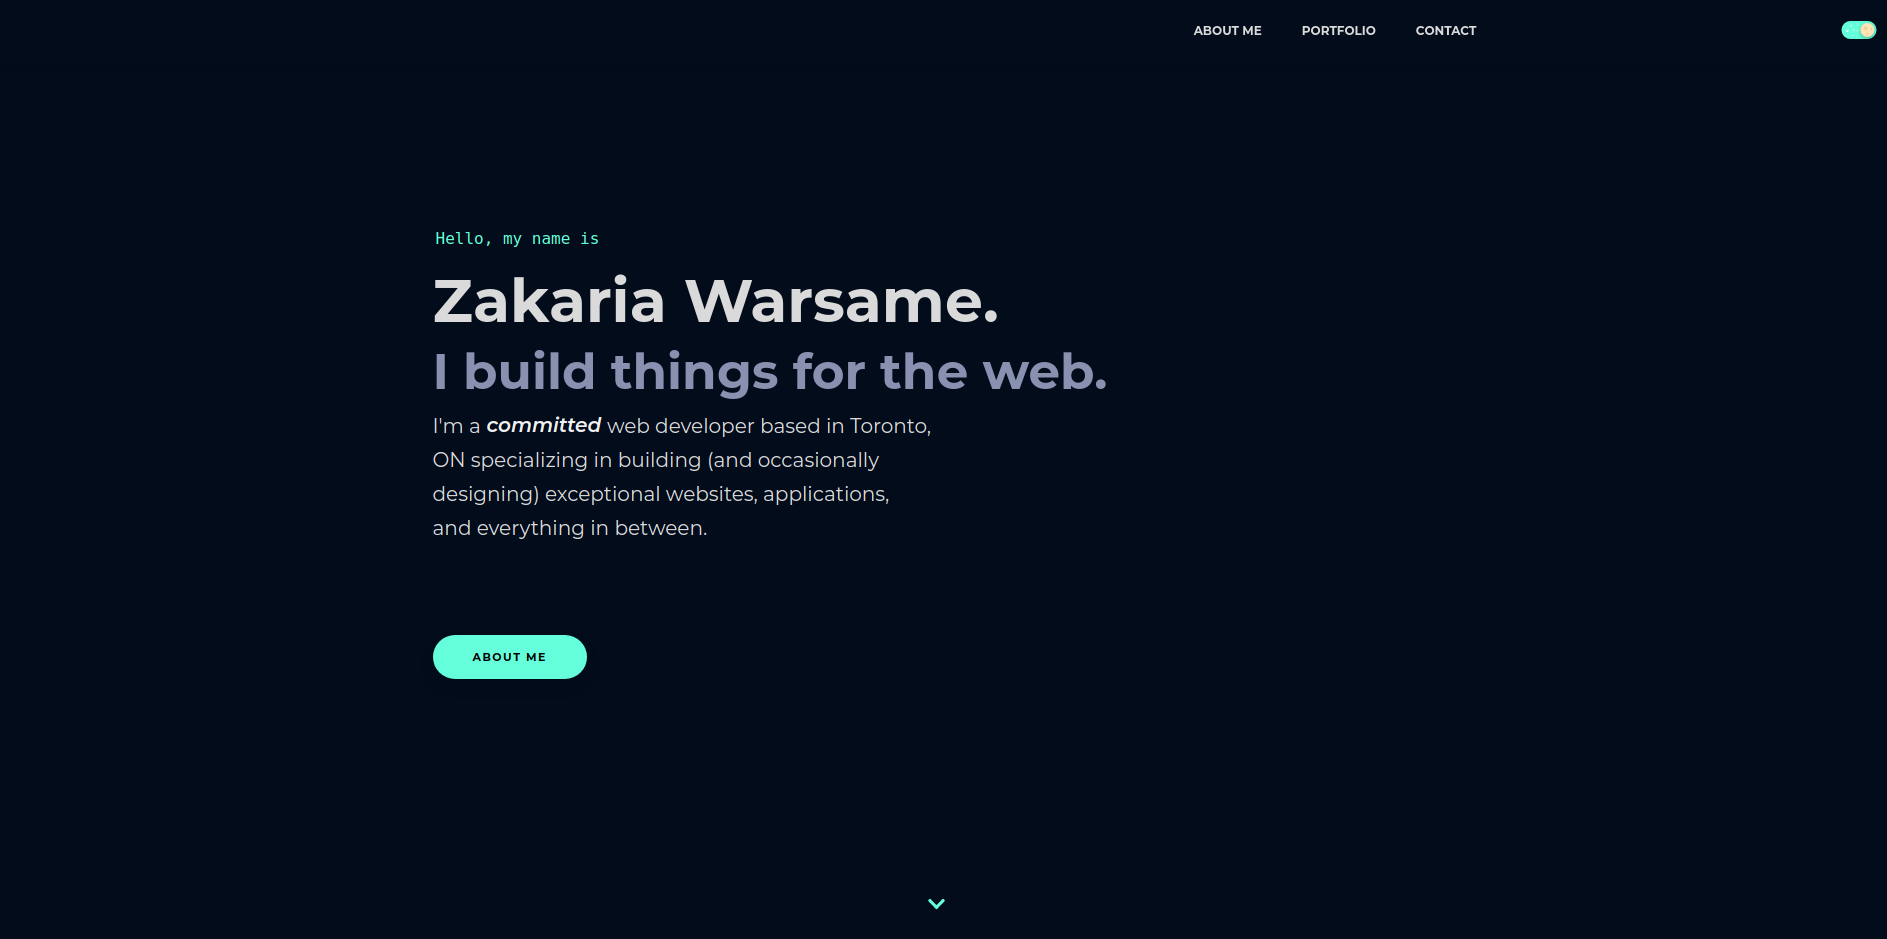 ABOUT ME PORTFOLIO CONTACT
Hello, my name is
Zakaria Warsame.
I build things for the web.
I'm a committed web developer based in Toronto,
ON specializing in building (and occasionally
designing) exceptional websites, applications,
and everything in between.
ABOUT ME